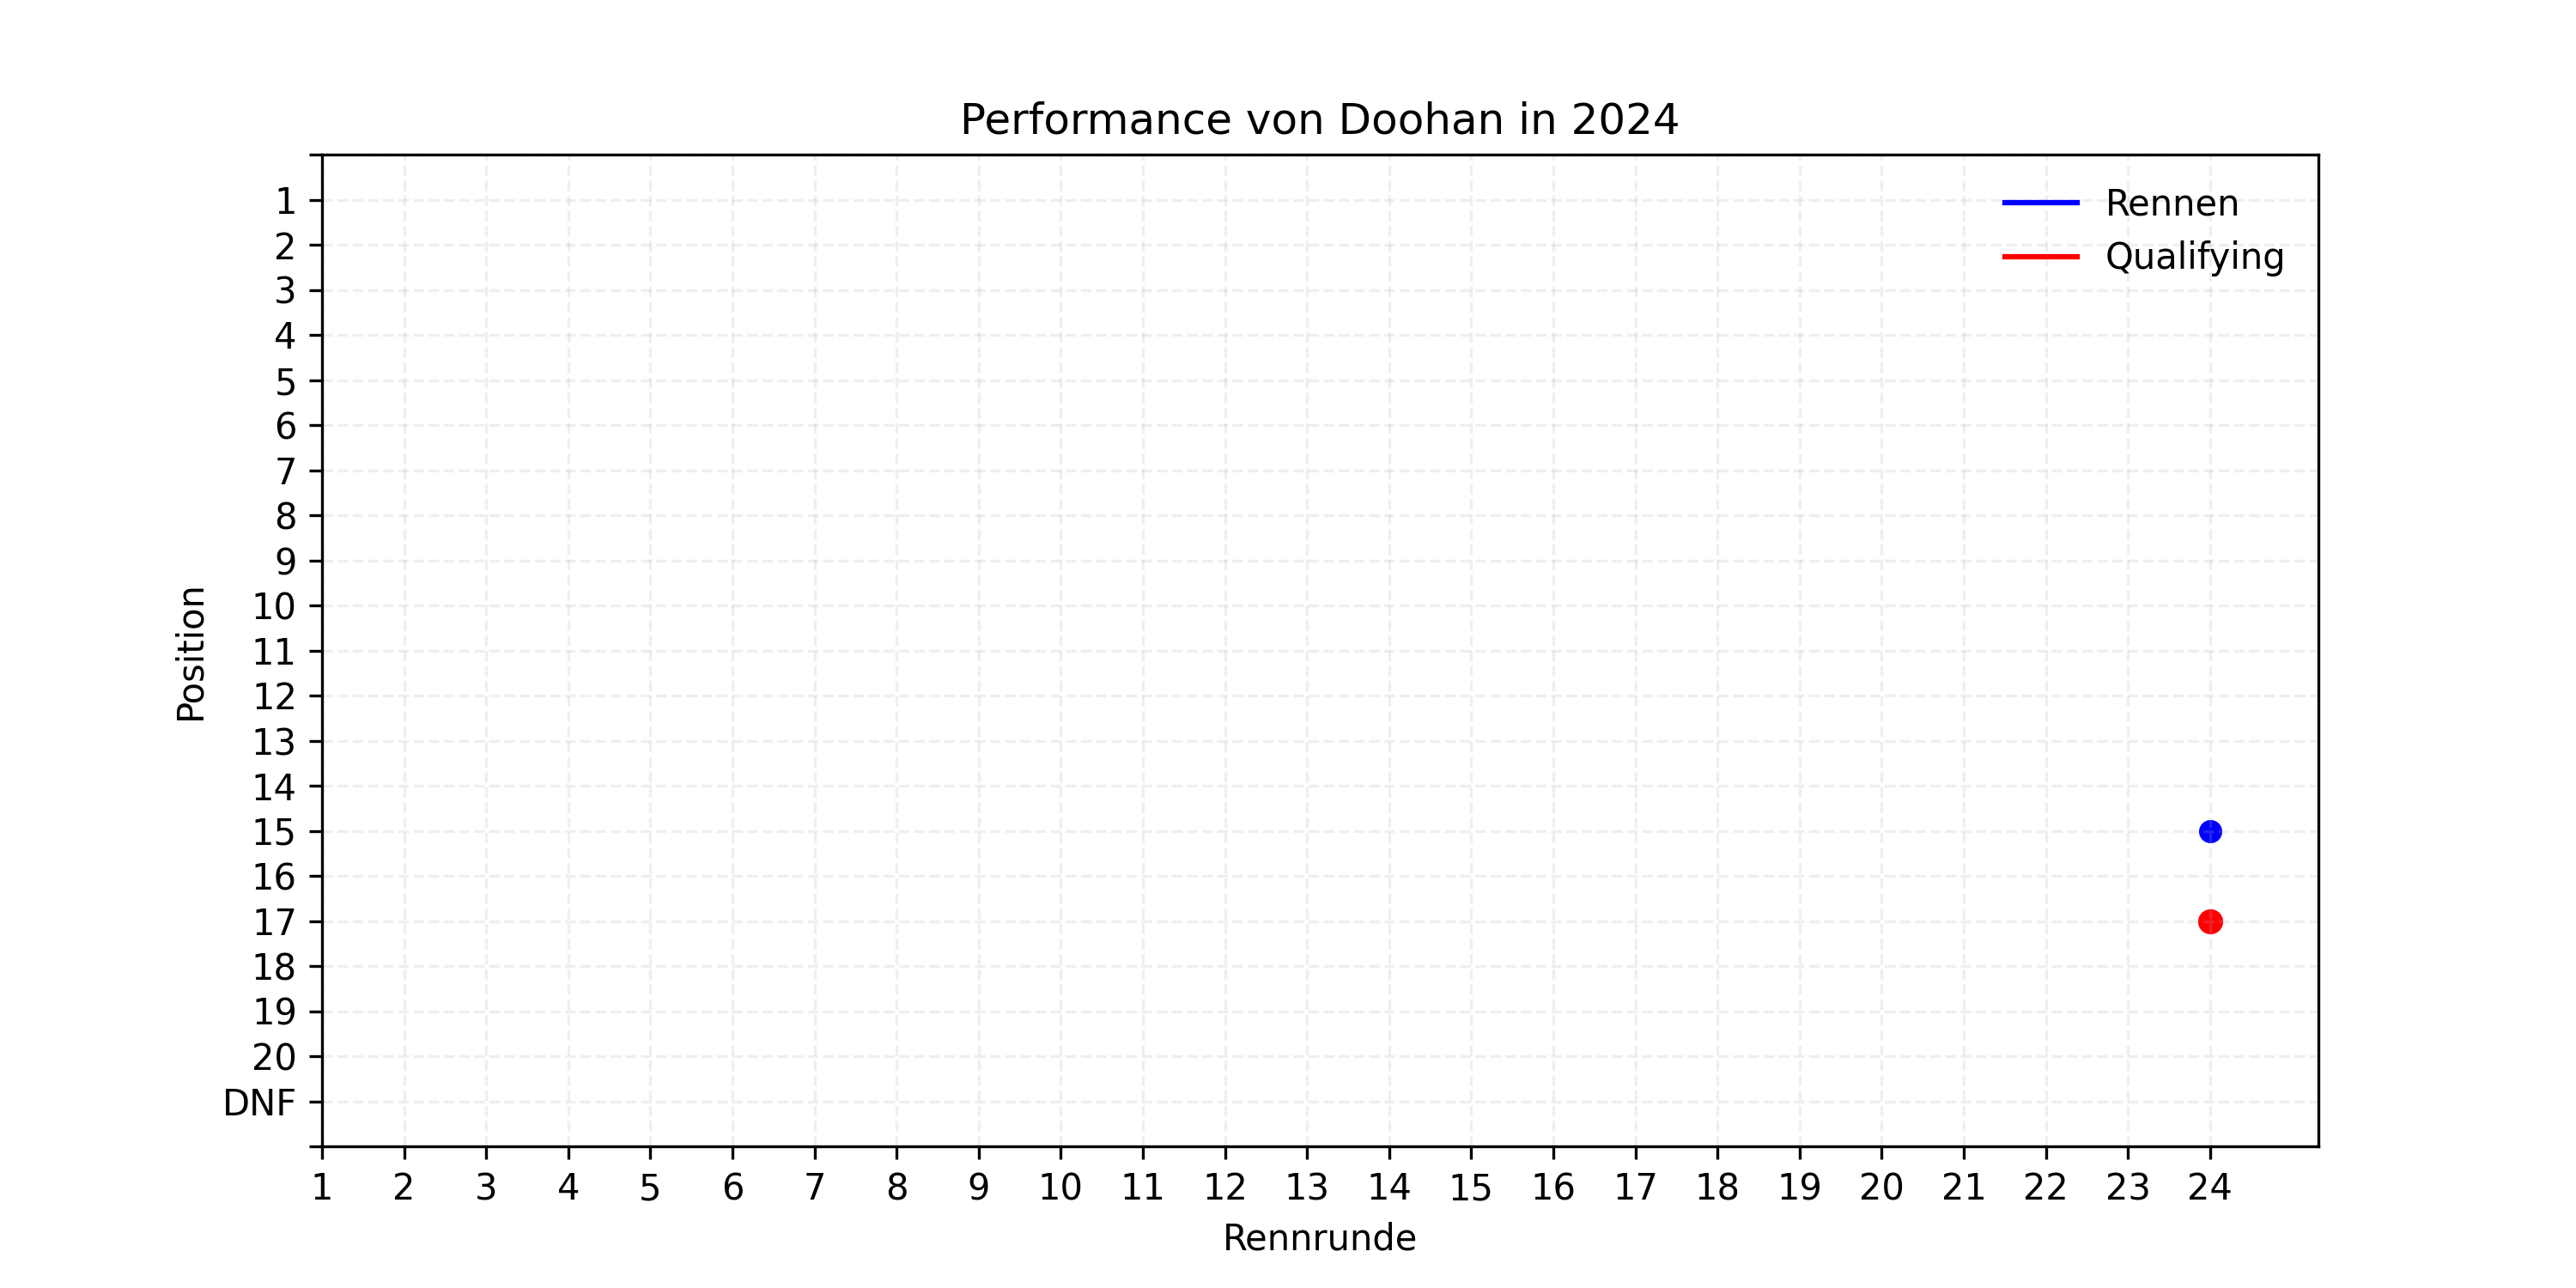 Performance von Doohan in 2024
Rennen
Qualifying
1
2
3
4
5
6
7
8
9
10
11
12
13
14
15
16
17
18
19
20
DNF
Position
1 2 3 4 5 6 7 8 9 10 11 12 13 14 15 16 17 18 19 20 21 22 23 24
Rennrunde